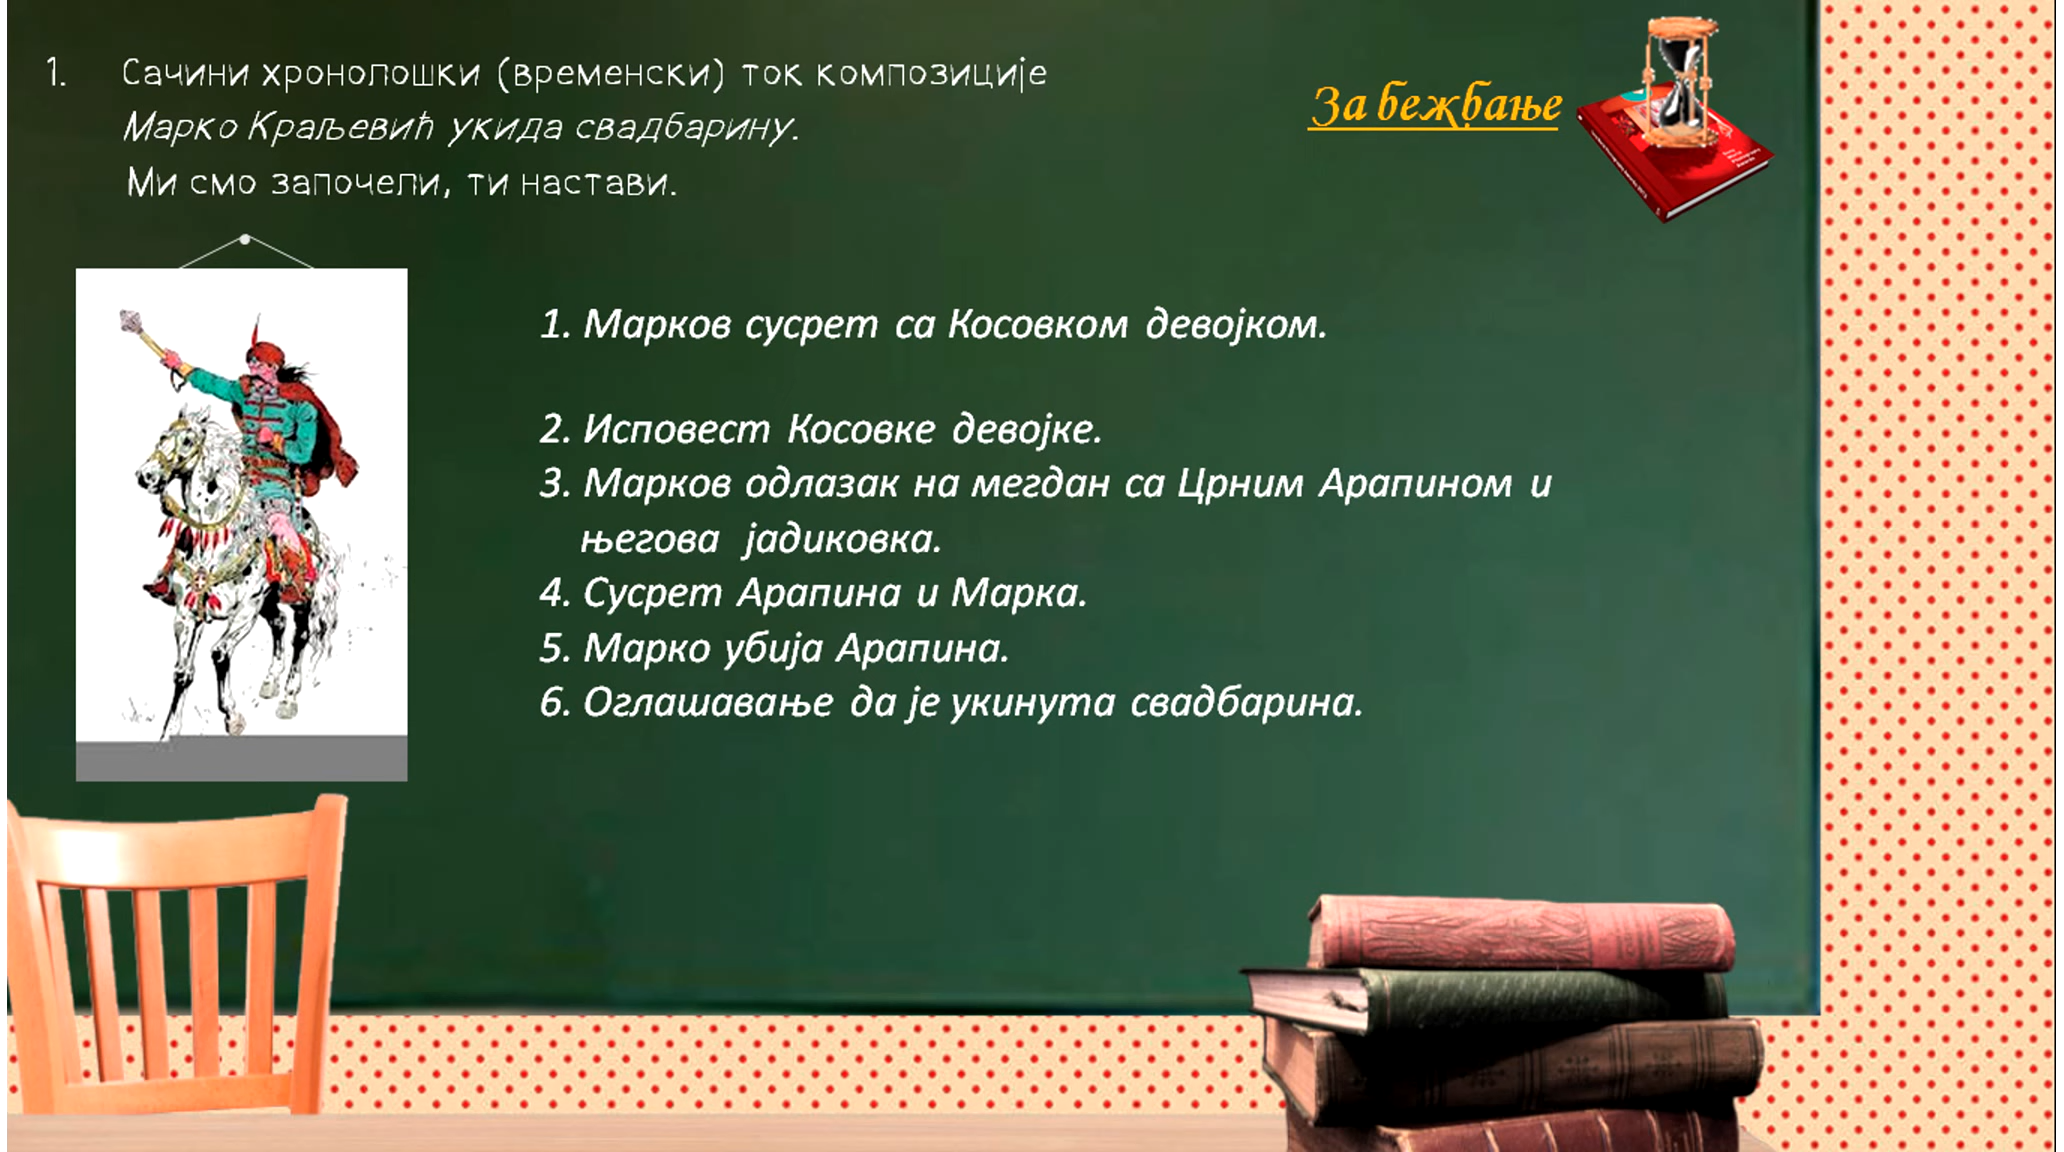 1. Сачини хронолошки (временски) ток композиције
Марко Краљевић укида свадбарину.
Ми смо започели, ти настави.
За бежбање
1. Марков сусрет са Косовком девојком.
2. Исповест Косовке девојке.
3. Марков одлазак на мегдан са Црним Арапином и
његова јадиковка.
4. Сусрет Арапина и Марка.
5. Марко убија Арапина.
6. Оглашавање да је укинута свадбарина.